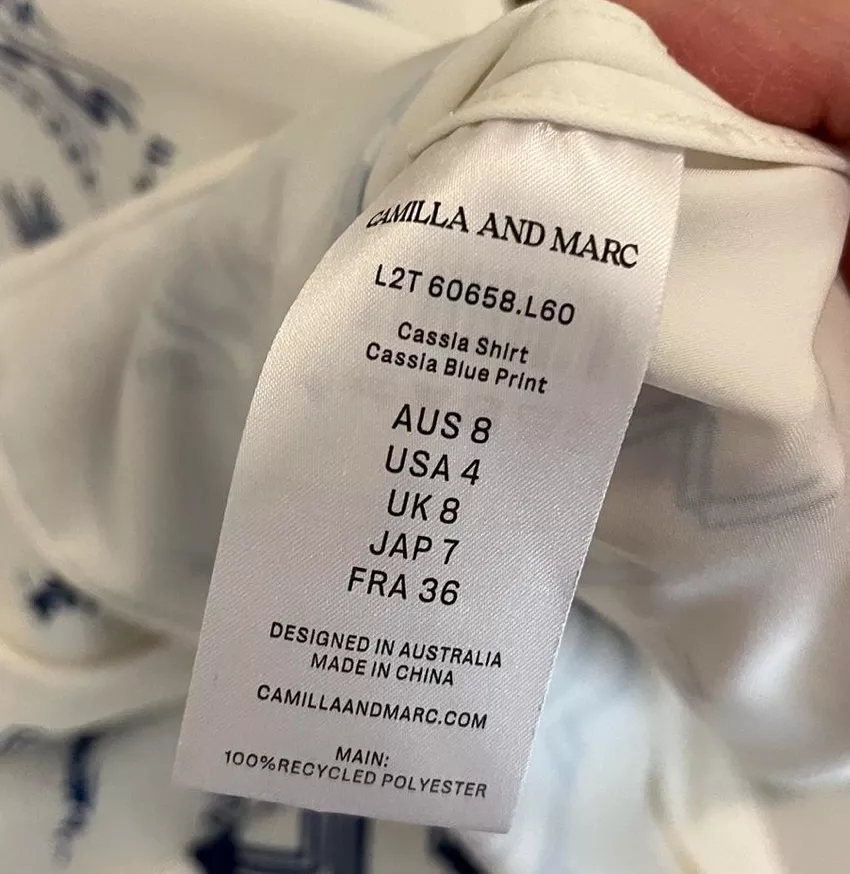 CAMILLA AND MARC
L2T 60658.L60
Cassia Shirt
Cassia Blue Print
AUS 8
USA 4
UK 8
JAP 7
FRA 36
DESIGNED IN AUSTRALIA
MADE IN CHINA
CAMILLAANDMARC.COM
MAIN:
100%RECYCLED POLYESTER